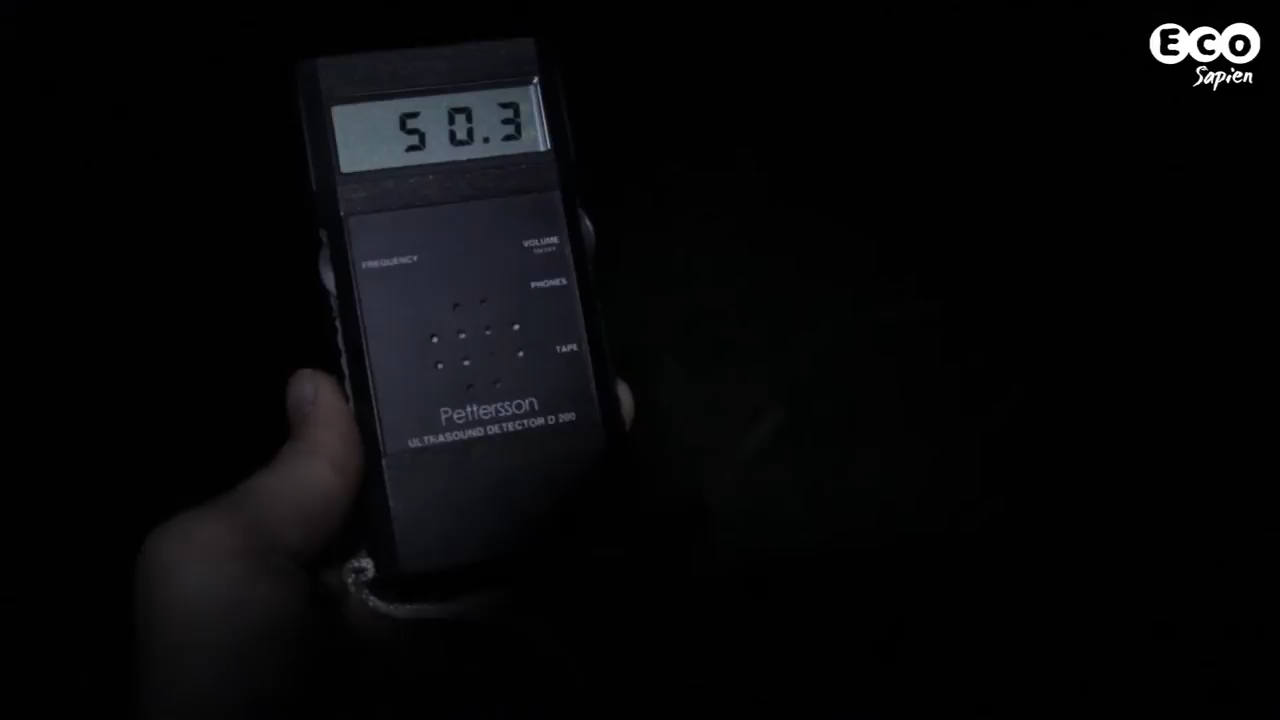 ECO
Sapien
50.3
VOLUME
FREQUENCY
PHONES
TAPE
Pettersson
ULTRASOUND DETECTOR D 200